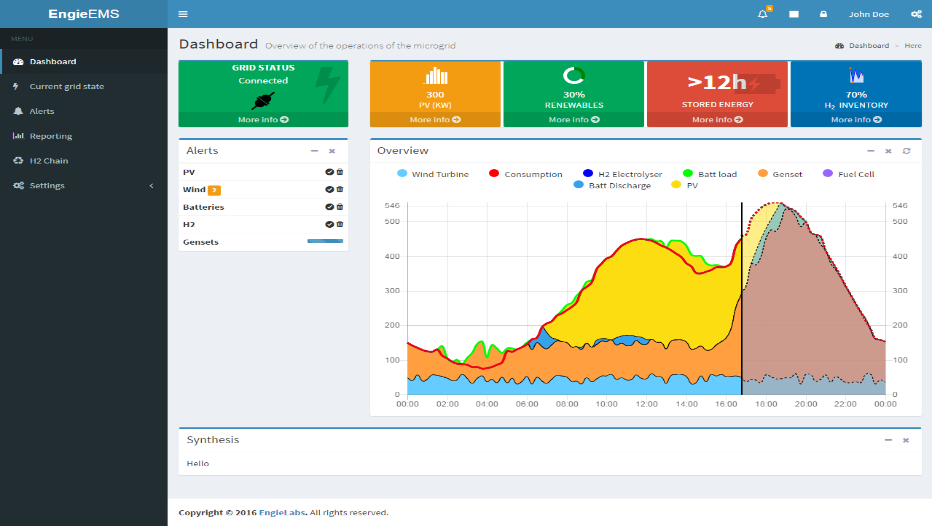 EngieEMS
John Doe
MENU
Dashboard
Current grid state
Alerts
Reporting
H2 Chain
Settings
Dashboard Overview of the operations of the microgrid
Dashboard > Here
GRID STATUS
Connected
More info
300
PV (KW)
More info
30%
RENEWABLES
More info
>12h
STORED ENERGY
More info
70%
H₂ INVENTORY
More info
Alerts
PV
Wind
Batteries
H2
Gensets
Overview
Wind Turbine Consumption H2 Electrolyser Batt load Genset Fuel Cell
Batt Discharge PV
546 546
500 500
400 400
300 300
200 200
100 100
0 0
00:00 02:00 04:00 06:00 08:00 10:00 12:00 14:00 16:00 18:00 20:00 22:00 00:00
Synthesis
Hello
Copyright © 2016 EngieLabs. All rights reserved.